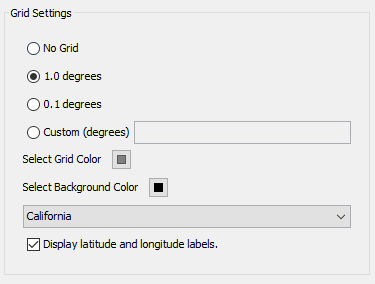 Grid Settings
No Grid
1.0 degrees
0.1 degrees
Custom (degrees)
Select Grid Color
Select Background Color
California
Display latitude and longitude labels.